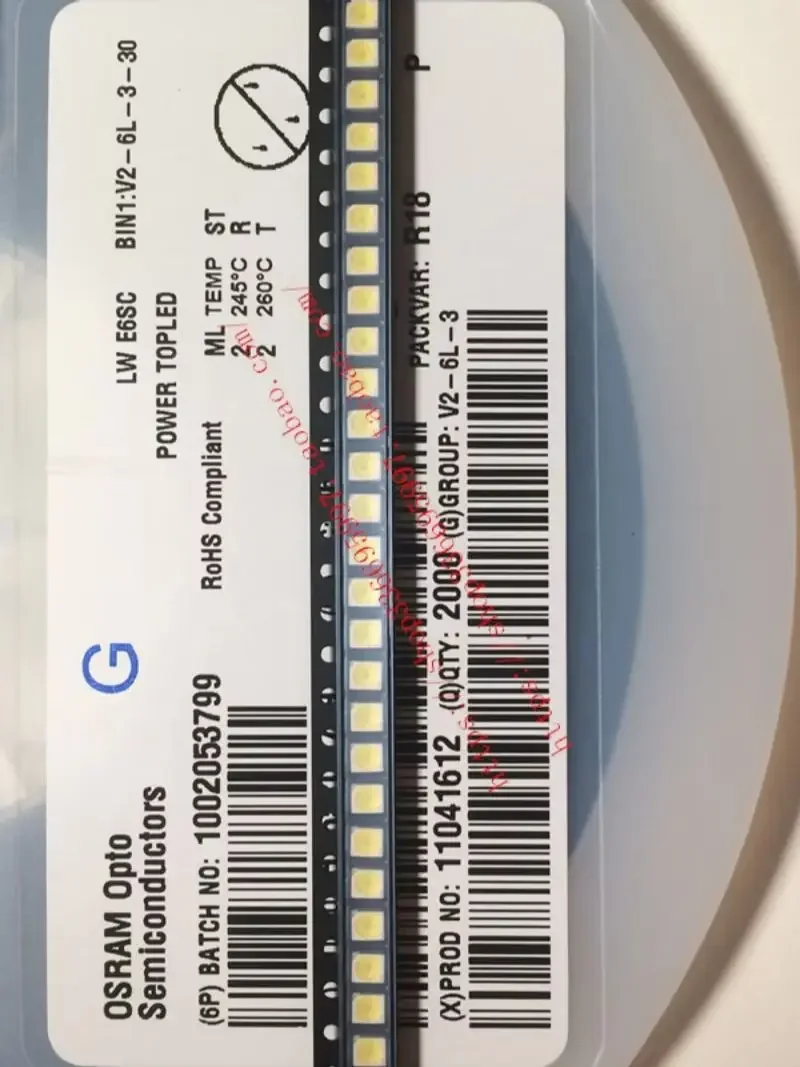 OSRAM Opto
Semiconductors
G
LW E6SC BIN1:V2-6L-3-30
POWER TOPLED
RoHS Compliant
ML TEMP ST
2 245°C R
2 260°C T
(6P) BATCH NO: 1002053799
PACKVAR: R18 P
(X)PROD NO: 11041612 (Q)QTY: 2000 (G)GROUP: V2-6L-3